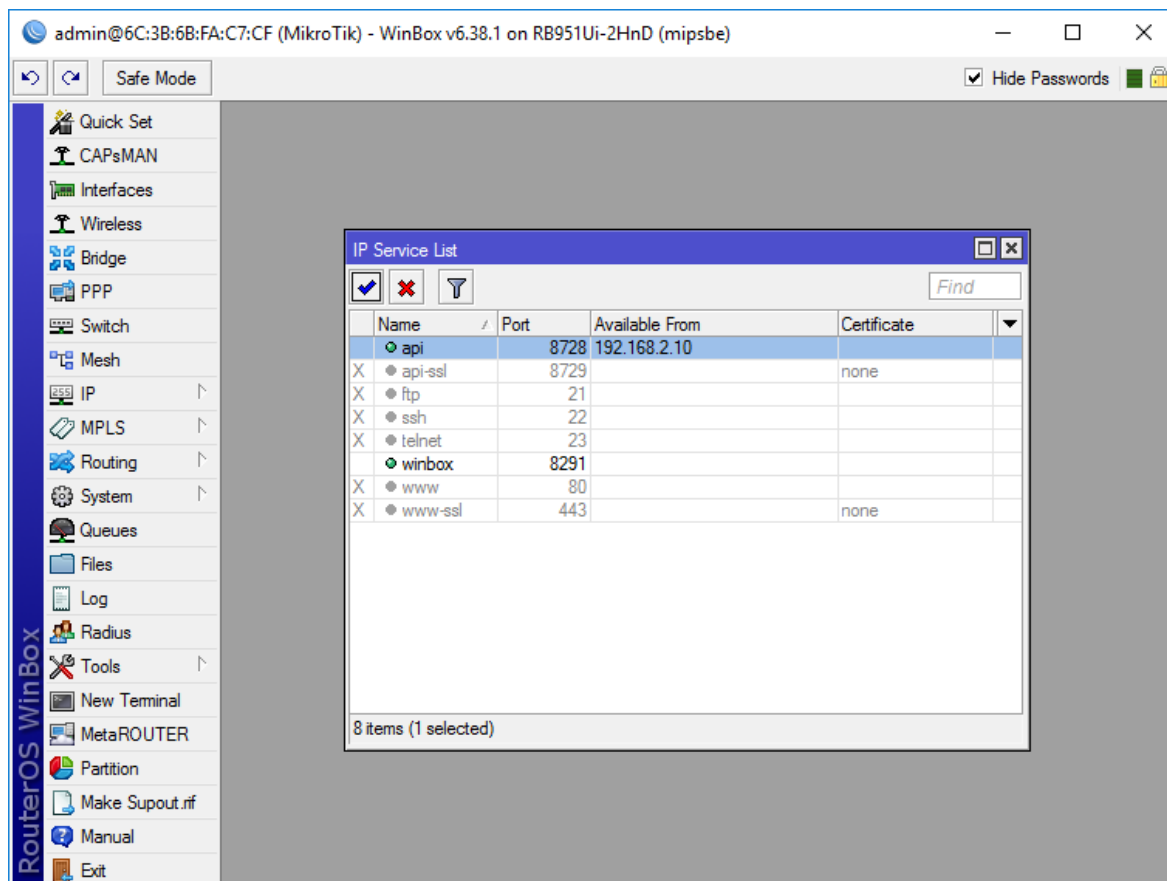 admin@6C:3B:6B:FA:C7:CF (MikroTik) - WinBox v6.38.1 on RB951Ui-2HnD (mipsbe)
Safe Mode
Hide Passwords
RouterOS WinBox
Quick Set
CAPsMAN
Interfaces
Wireless
Bridge
PPP
Switch
Mesh
255 IP
MPLS
Routing
System
Queues
Files
Log
Radius
Tools
New Terminal
MetaROUTER
Partition
Make Supout.rif
Manual
Exit
IP Service List
Find
Name Port Available From Certificate
api 8728 192.168.2.10
X api-ssl 8729 none
X ftp 21
X ssh 22
X telnet 23
winbox 8291
X www 80
X www-ssl 443 none
8 items (1 selected)